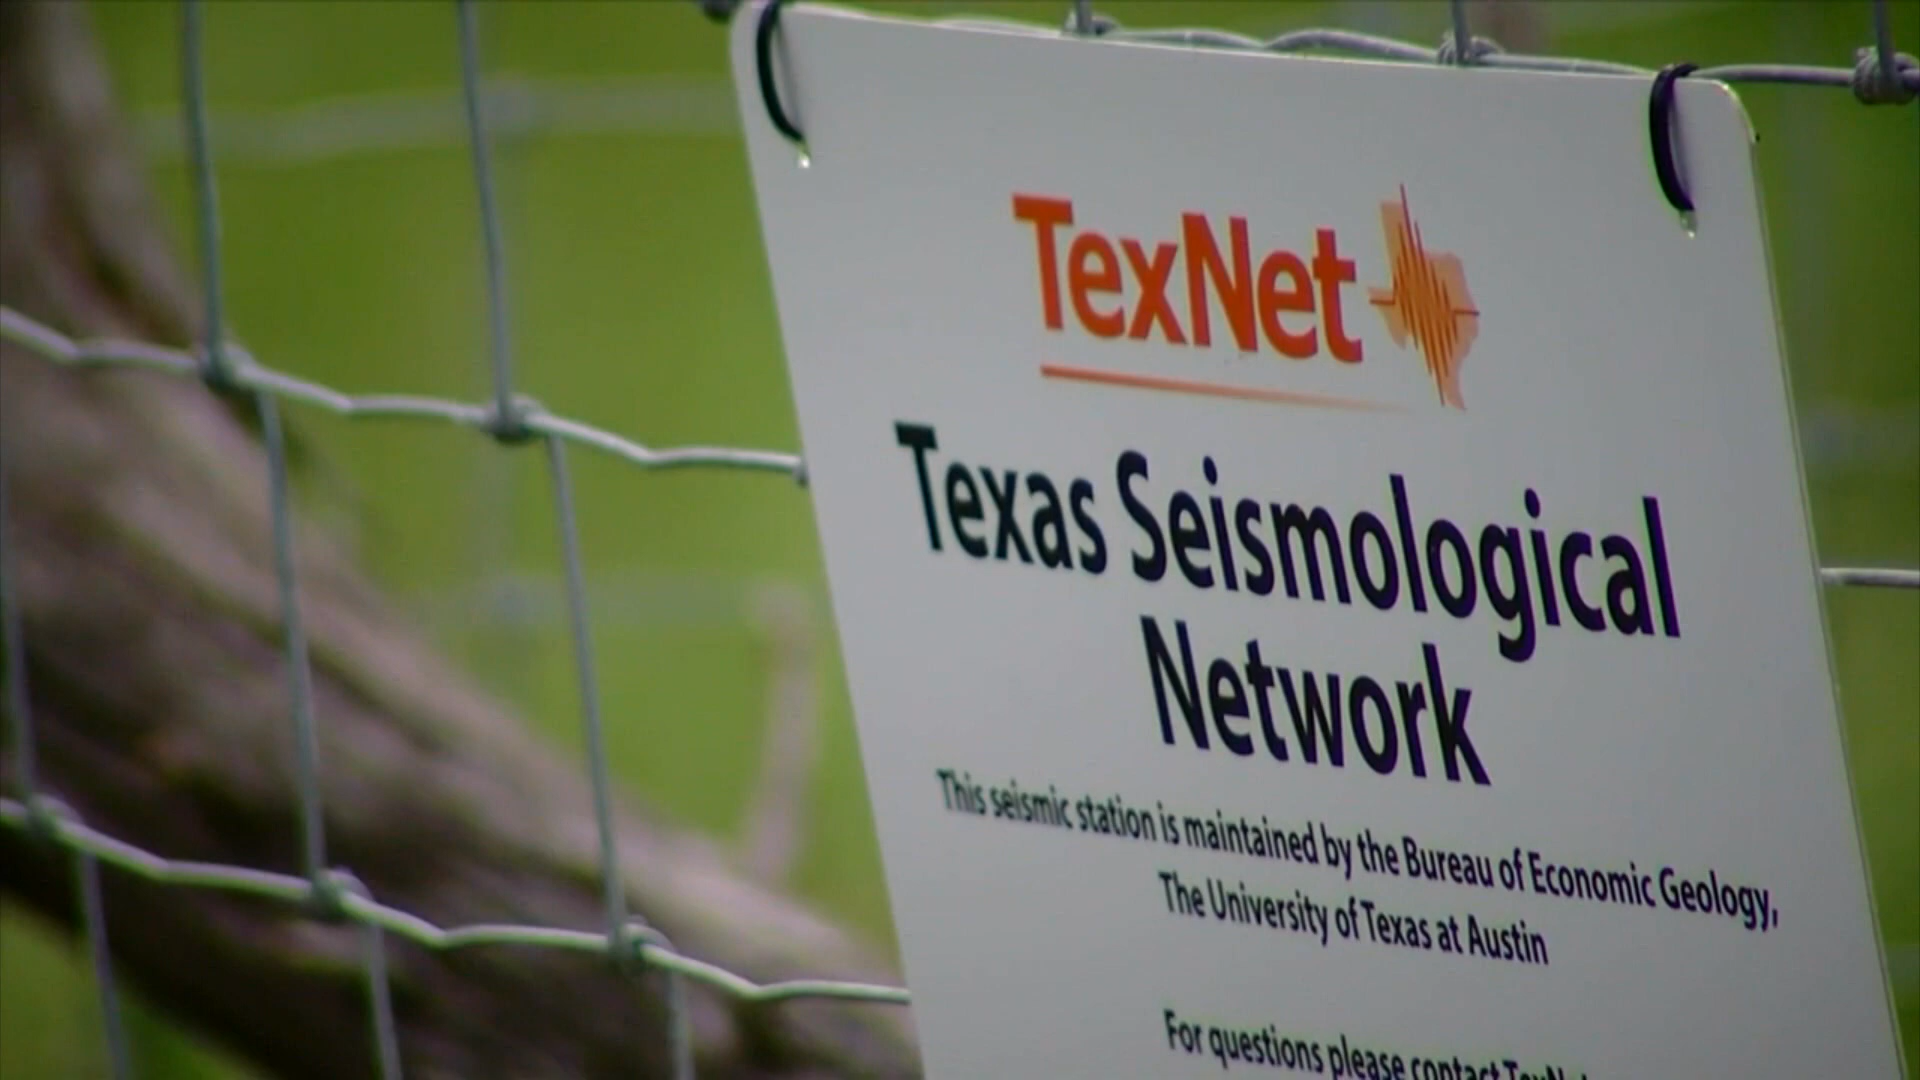 TexNet
Texas Seismological
Network
This seismic station is maintained by the Bureau of Economic Geology,
The University of Texas at Austin
For questions please contact TexNet